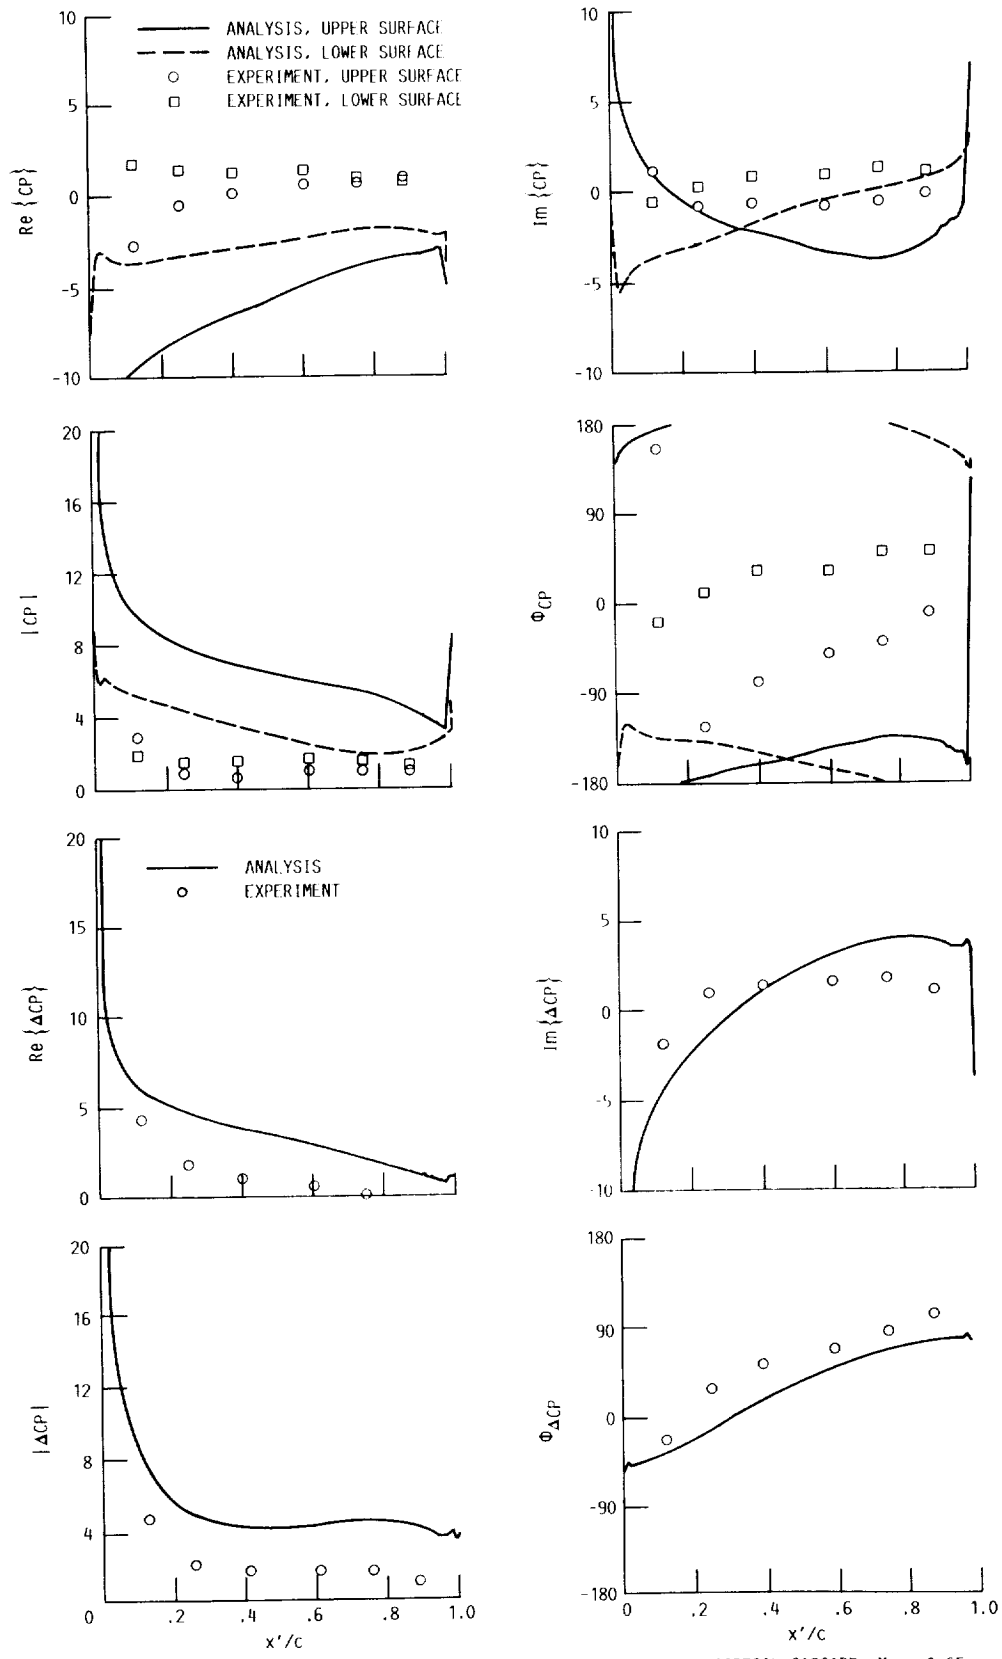 10
5
0
-5
-10
Re {CP}
ANALYSIS, UPPER SURFACE
ANALYSIS, LOWER SURFACE
EXPERIMENT, UPPER SURFACE
EXPERIMENT, LOWER SURFACE
10
5
0
-5
-10
Im {CP}
20
16
12
8
4
0
|CP|
180
90
0
-90
-180
ΦCP
20
15
10
5
0
Re {ΔCP}
ANALYSIS
EXPERIMENT
10
5
0
-5
-10
Im {ΔCP}
20
16
12
8
4
0 .2 .4 .6 .8 1.0
|ΔCP|
x'/c
180
90
0
-90
-180
0 .2 .4 .6 .8 1.0
ΦΔCP
x'/c